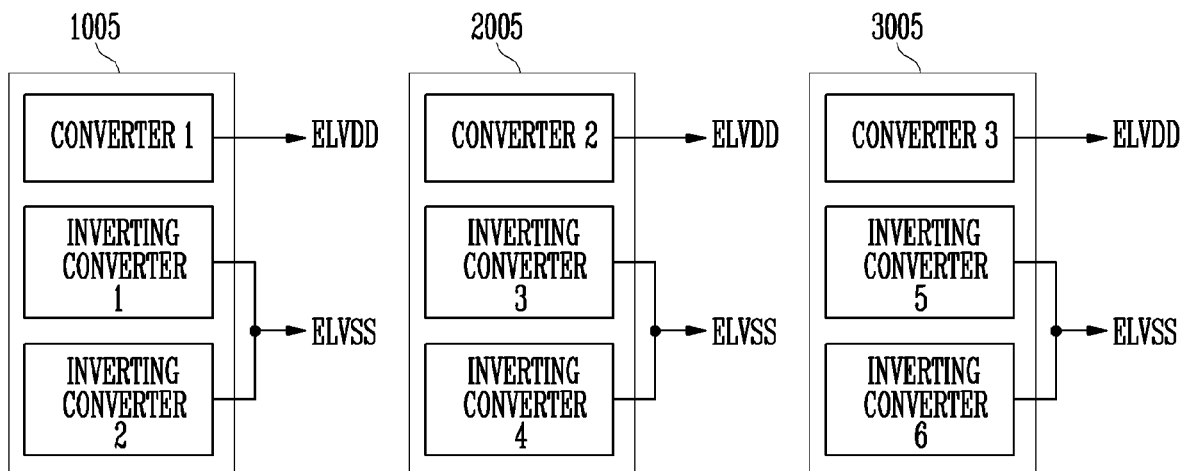 1005
CONVERTER 1
ELVDD
INVERTING
CONVERTER
1
ELVSS
INVERTING
CONVERTER
2
2005
CONVERTER 2
ELVDD
INVERTING
CONVERTER
3
ELVSS
INVERTING
CONVERTER
4
3005
CONVERTER 3
ELVDD
INVERTING
CONVERTER
5
ELVSS
INVERTING
CONVERTER
6